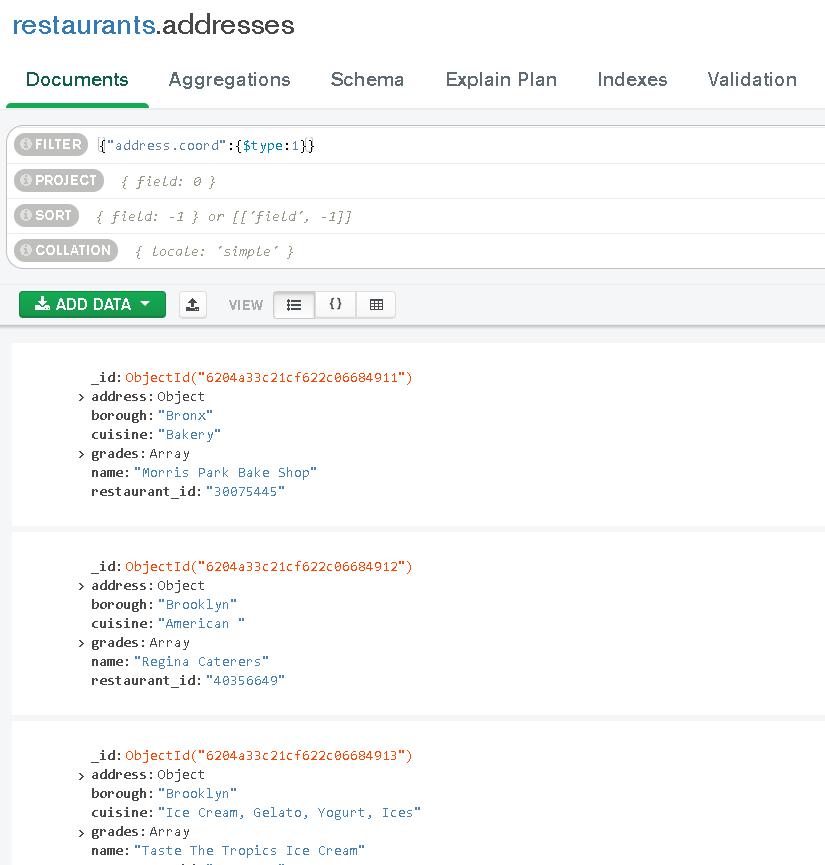 restaurants.addresses
Documents Aggregations Schema Explain Plan Indexes Validation
FILTER {"address.coord":{$type:1}}
PROJECT { field: 0 }
SORT { field: -1 } or [['field', -1]]
COLLATION { locale: 'simple' }
ADD DATA VIEW {}
_id:ObjectId("6204a33c21cf622c06684911")
> address:Object
borough:"Bronx"
cuisine:"Bakery"
> grades:Array
name:"Morris Park Bake Shop"
restaurant_id:"30075445"
_id:ObjectId("6204a33c21cf622c06684912")
> address:Object
borough:"Brooklyn"
cuisine:"American "
> grades:Array
name:"Regina Caterers"
restaurant_id:"40356649"
_id:ObjectId("6204a33c21cf622c06684913")
> address:Object
borough:"Brooklyn"
cuisine:"Ice Cream, Gelato, Yogurt, Ices"
> grades:Array
name:"Taste The Tropics Ice Cream"